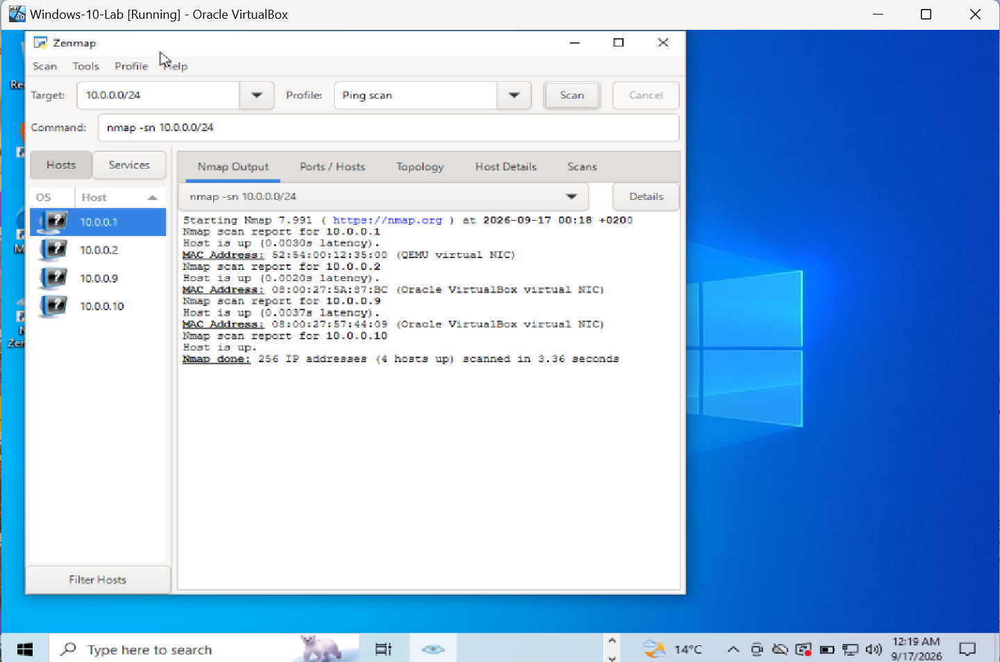 Windows-10-Lab [Running] - Oracle VirtualBox
Zenmap
Scan Tools Profile Help
Target: 10.0.0.0/24 Profile: Ping scan Scan Cancel
Command: nmap -sn 10.0.0.0/24
Hosts Services
Nmap Output Ports / Hosts Topology Host Details Scans
OS Host
nmap -sn 10.0.0.0/24 Details
10.0.0.1
10.0.0.2
10.0.0.9
10.0.0.10
Starting Nmap 7.991 ( https://nmap.org ) at 2026-09-17 00:18 +0200
Nmap scan report for 10.0.0.1
Host is up (0.0030s latency).
MAC Address: 52:54:00:12:35:00 (QEMU virtual NIC)
Nmap scan report for 10.0.0.2
Host is up (0.0020s latency).
MAC Address: 08:00:27:5A:87:BC (Oracle VirtualBox virtual NIC)
Nmap scan report for 10.0.0.9
Host is up (0.0037s latency).
MAC Address: 08:00:27:57:44:09 (Oracle VirtualBox virtual NIC)
Nmap scan report for 10.0.0.10
Host is up.
Nmap done: 256 IP addresses (4 hosts up) scanned in 3.36 seconds
Filter Hosts
Type here to search
14°C
12:19 AM
9/17/2026